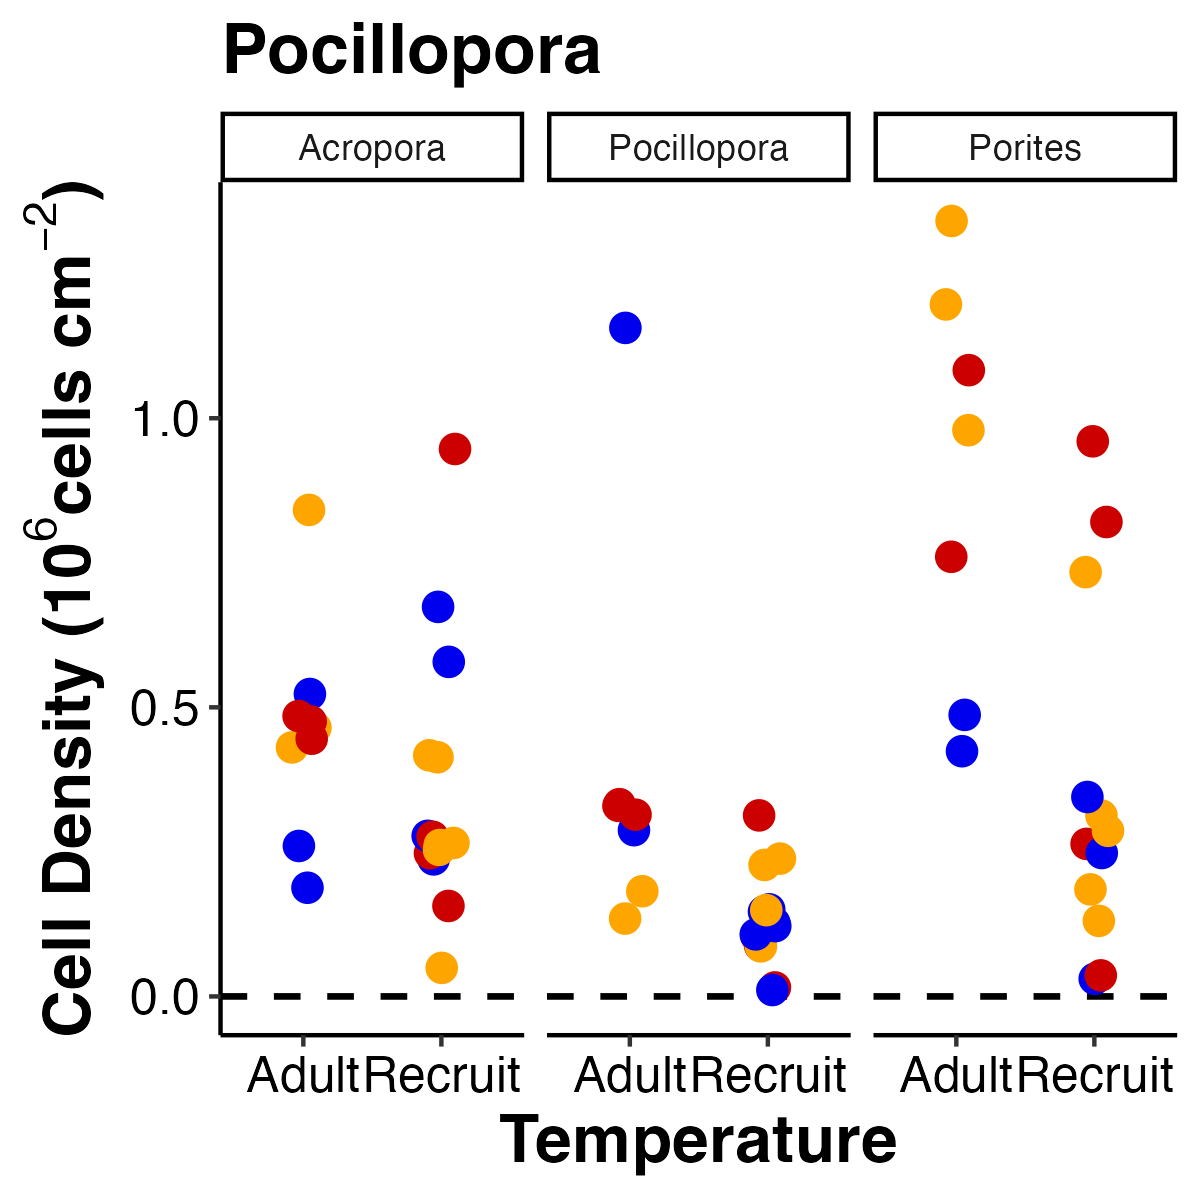 Pocillopora
Acropora Pocillopora Porites
Cell Density (10⁶cells cm⁻²)
1.0
0.5
0.0
Adult Recruit Adult Recruit Adult Recruit
Temperature